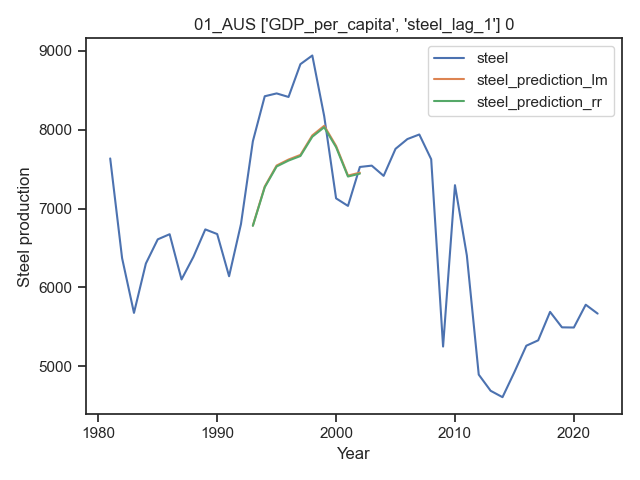 01_AUS ['GDP_per_capita', 'steel_lag_1'] 0
steel
steel_prediction_lm
steel_prediction_rr
Steel production
9000
8000
7000
6000
5000
1980
1990
2000
2010
2020
Year